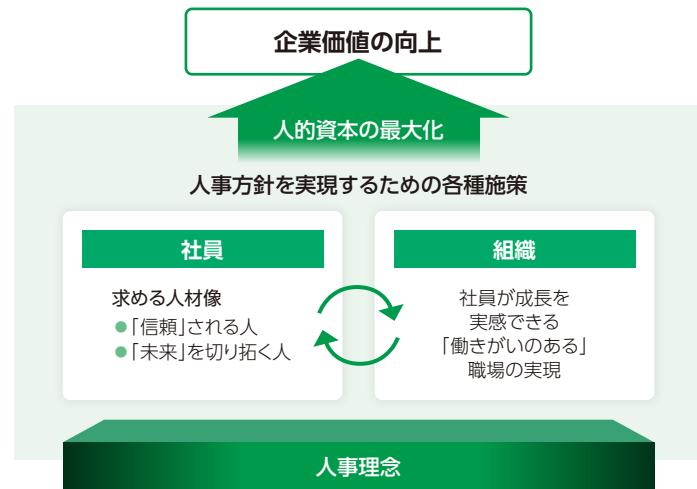 企業価値の向上
人的資本の最大化
人事方針を実現するための各種施策
社員
求める人材像
●「信頼」される人
●「未来」を切り拓く人
組織
社員が成長を
実感できる
「働きがいのある」
職場の実現
人事理念